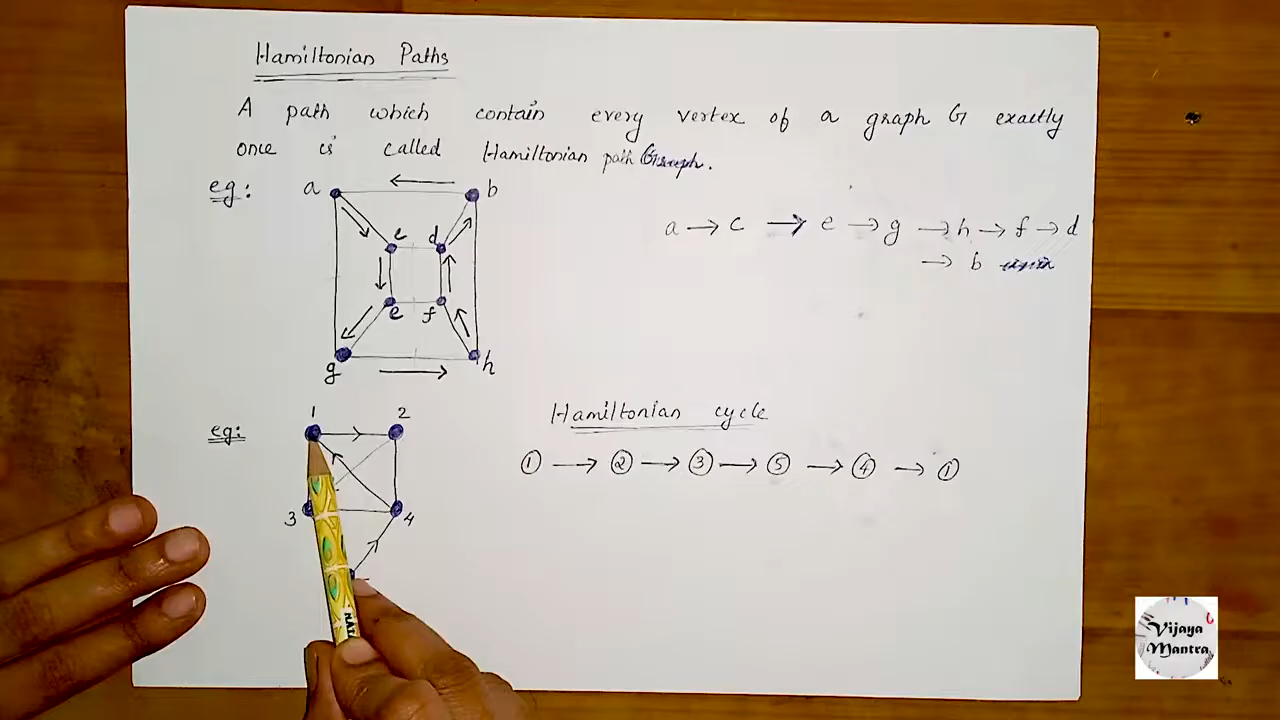 Hamiltonian Paths
A path which contain every vertex of a graph G exactly
once is called Hamiltonian path Graph.
eg:
a b
c d
e f
g h
a → c → e → g → h → f → d
→ b
eg:
1 2
3 4
Hamiltonian cycle
① → ② → ③ → ⑤ → ④ → ①
Vijaya
Mantra